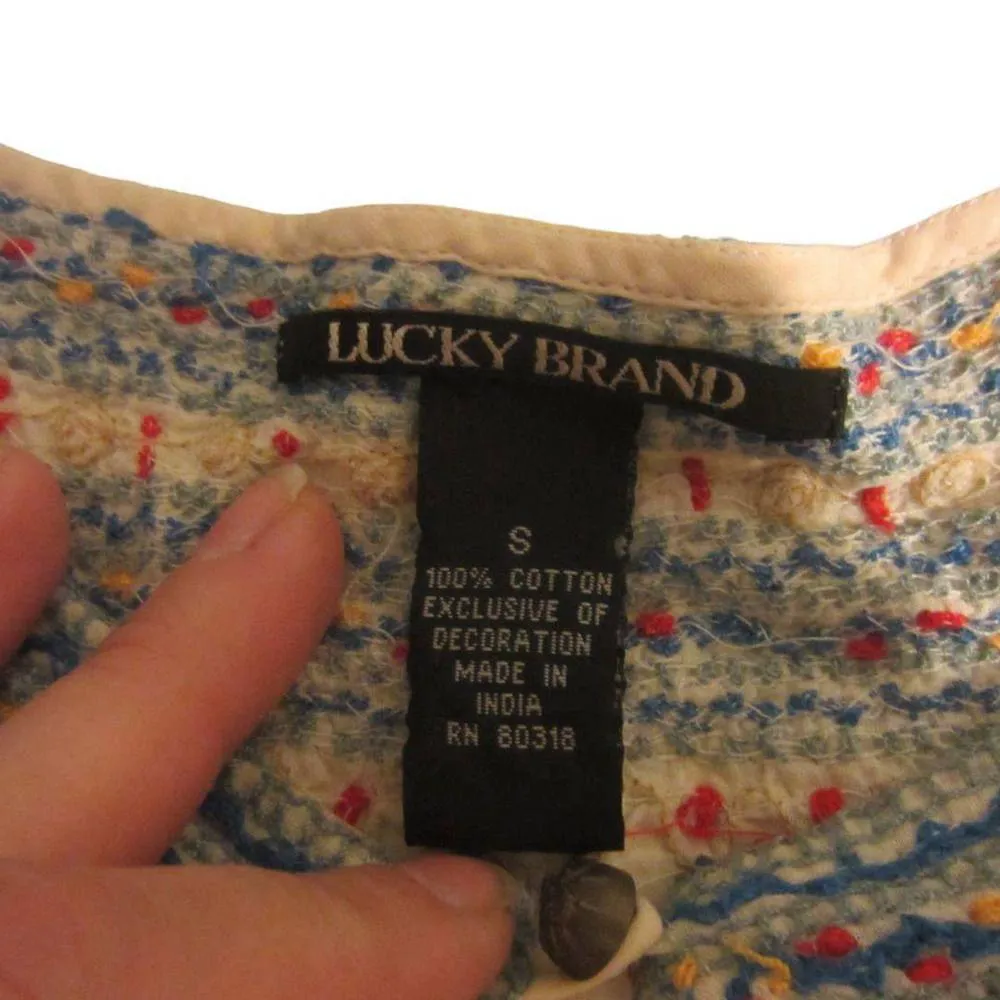 LUCKY BRAND
S
100% COTTON
EXCLUSIVE OF
DECORATION
MADE IN
INDIA
RN 80318